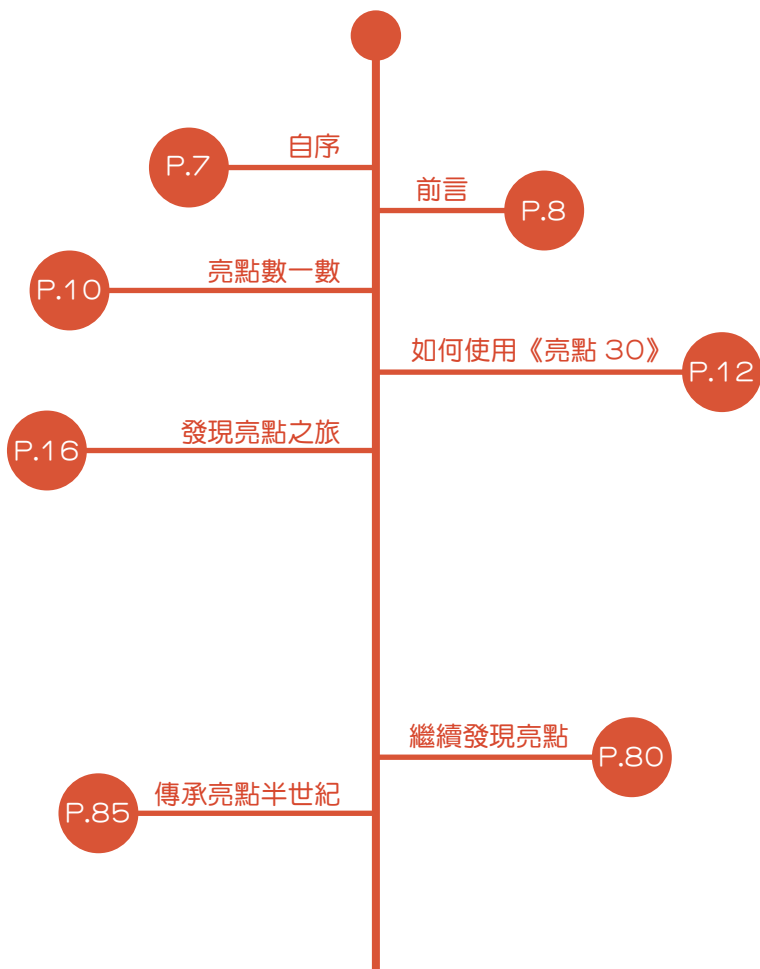 自序
P.7
前言
P.8
亮點數一數
P.10
如何使用《亮點 30》
P.12
發現亮點之旅
P.16
繼續發現亮點
P.80
傳承亮點半世紀
P.85